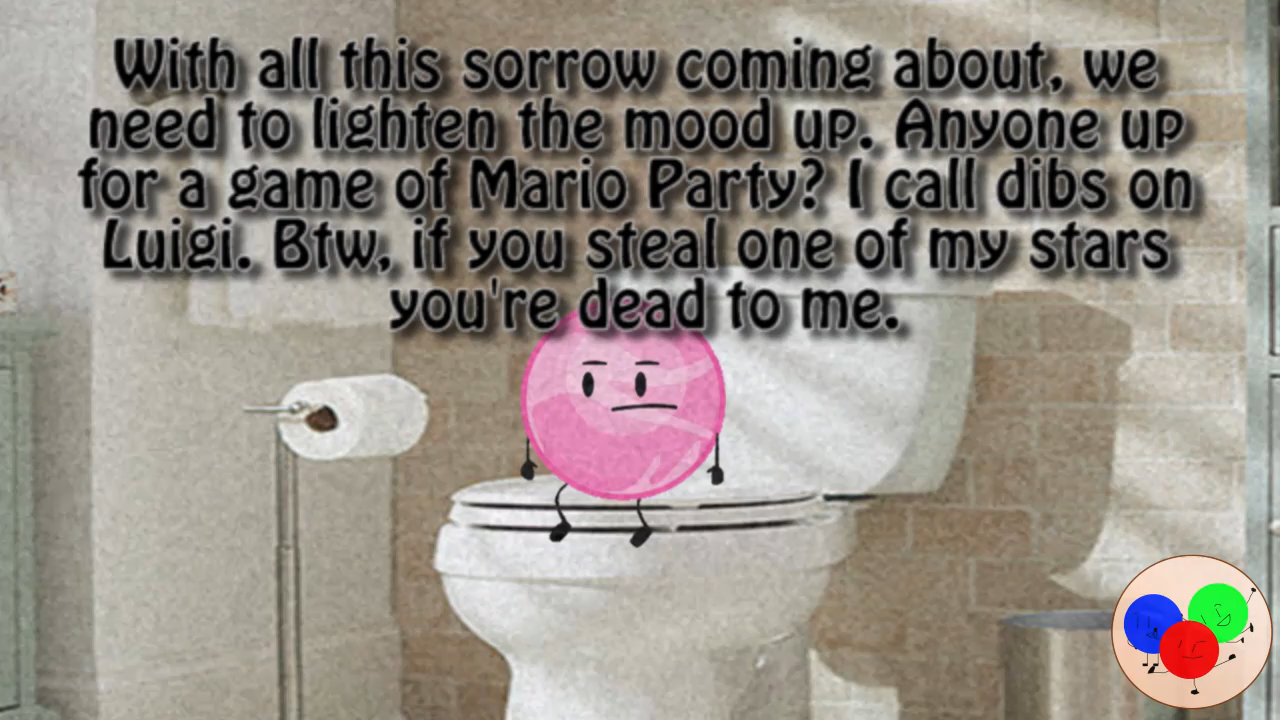 With all this sorrow coming about, we
need to lighten the mood up. Anyone up
for a game of Mario Party? I call dibs on
Luigi. Btw, if you steal one of my stars
you're dead to me.